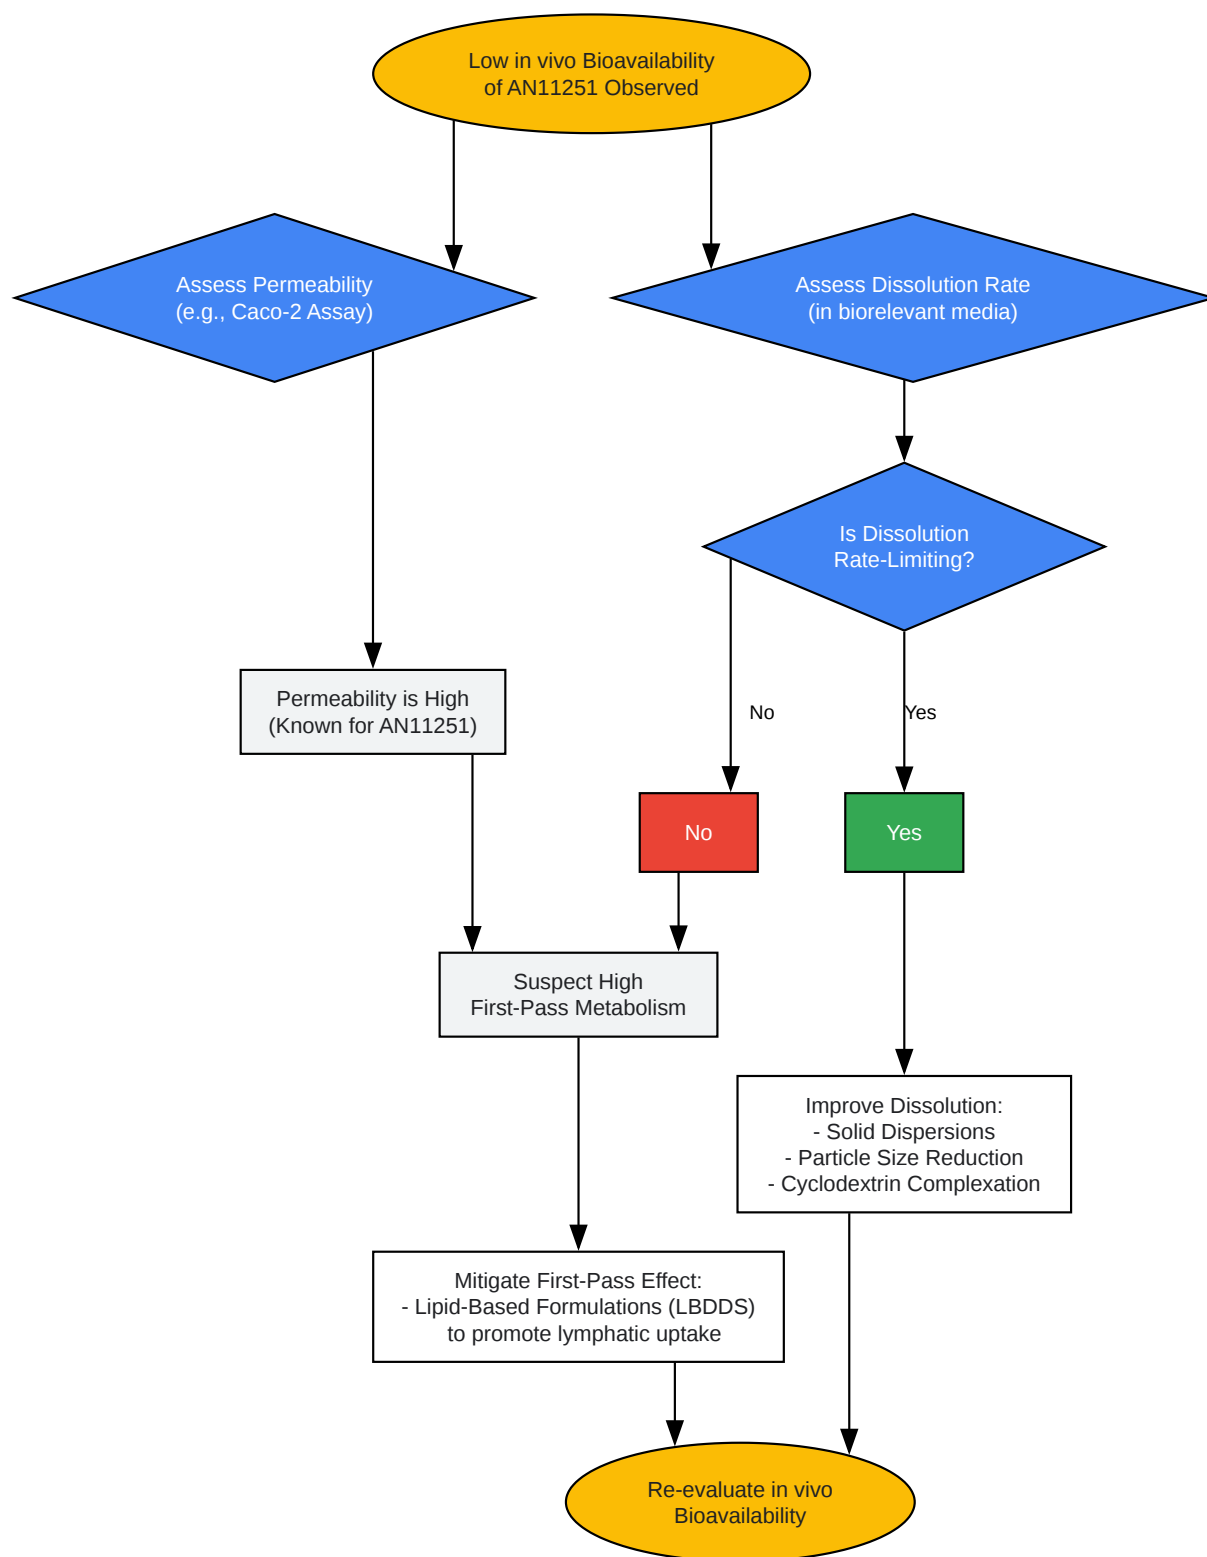 Low in vivo Bioavailability
of AN11251 Observed
Assess Permeability
(e.g., Caco-2 Assay)
Assess Dissolution Rate
(in biorelevant media)
Is Dissolution
Rate-Limiting?
Permeability is High
(Known for AN11251)
No
Yes
No
Yes
Suspect High
First-Pass Metabolism
Improve Dissolution:
- Solid Dispersions
- Particle Size Reduction
- Cyclodextrin Complexation
Mitigate First-Pass Effect:
- Lipid-Based Formulations (LBDDS)
to promote lymphatic uptake
Re-evaluate in vivo
Bioavailability